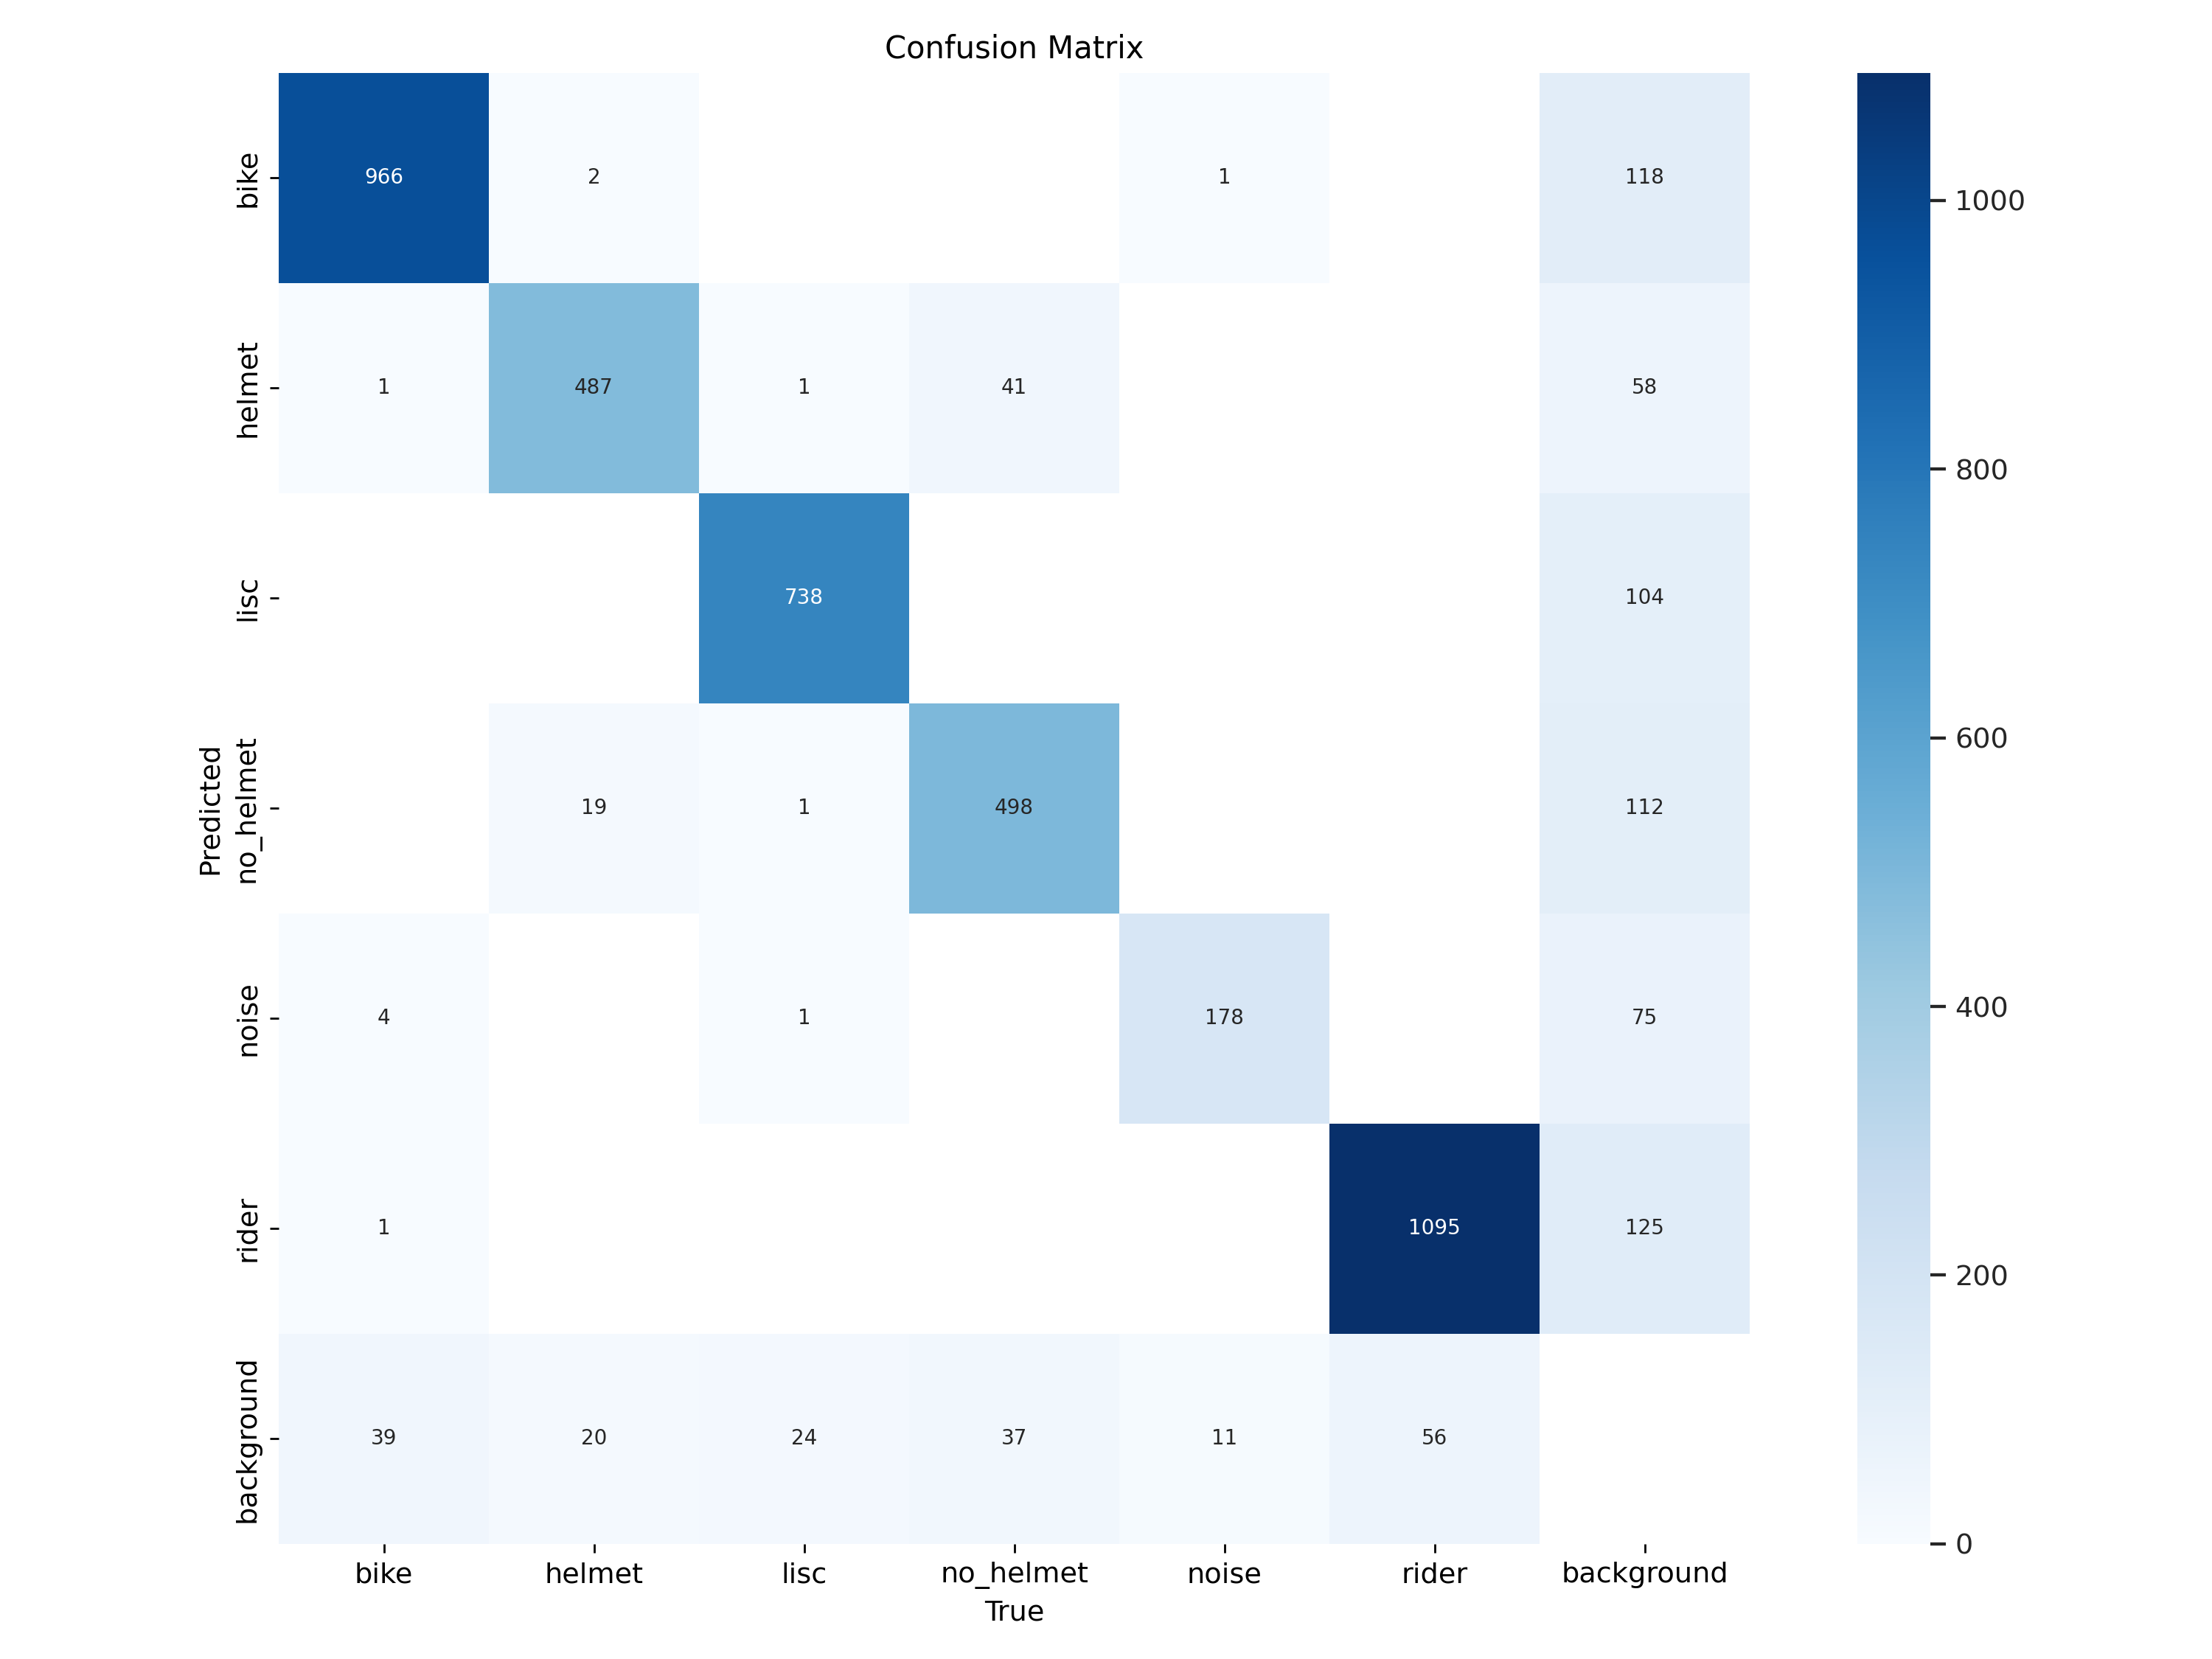 Confusion Matrix
bike 966 2 1 118
helmet 1 487 1 41 58
lisc 738 104
Predicted
no_helmet 19 1 498 112
noise 4 1 178 75
rider 1 1095 125
background 39 20 24 37 11 56
bike helmet lisc no_helmet noise rider background
True
1000
800
600
400
200
0